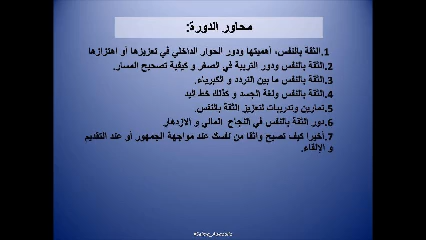 محاور الدورة:
1.الثقة بالنفس، أهميتها ودور الحوار الداخلي في تعزيزها أو اهتزازها
2.الثقة بالنفس ودور التربية في الصغر و كيفية تصحيح المسار.
3.الثقة بالنفس ما بين التردد و الكبرياء.
4.الثقة بالنفس ولغة الجسد و كذلك خط اليد
5.تمارين وتدريبات لتعزيز الثقة بالنفس.
6.دور الثقة بالنفس في النجاح المالي و الازدهار
7.أخيرا كيف تصبح واثقا من نفسك عند مواجهة الجمهور أو عند التقديم
و الإلقاء.